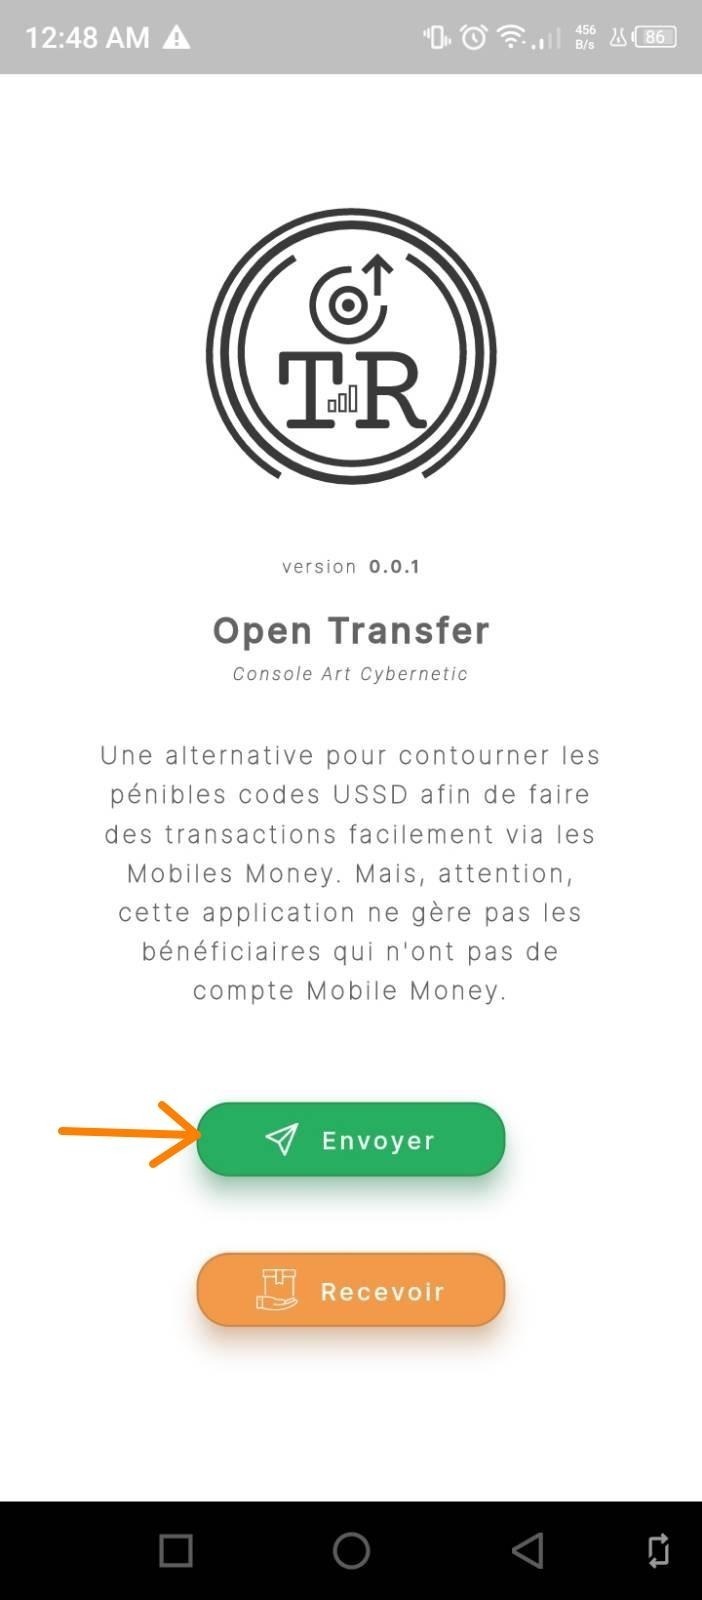 12:48 AM
456
B/s
86
TR
version 0.0.1
Open Transfer
Console Art Cybernetic
Une alternative pour contourner les
pénibles codes USSD afin de faire
des transactions facilement via les
Mobiles Money. Mais, attention,
cette application ne gère pas les
bénéficiaires qui n'ont pas de
compte Mobile Money.
Envoyer
Recevoir